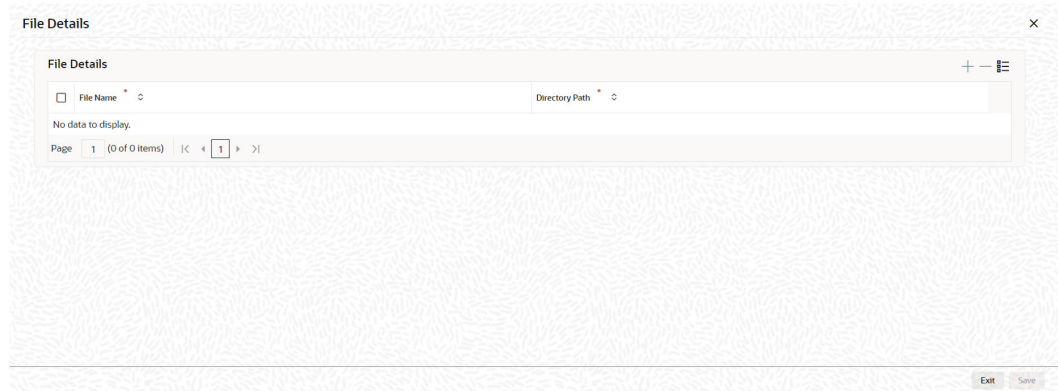 File Details
File Details
File Name *
Directory Path *
No data to display.
Page 1 (0 of 0 items) 1
Exit Save